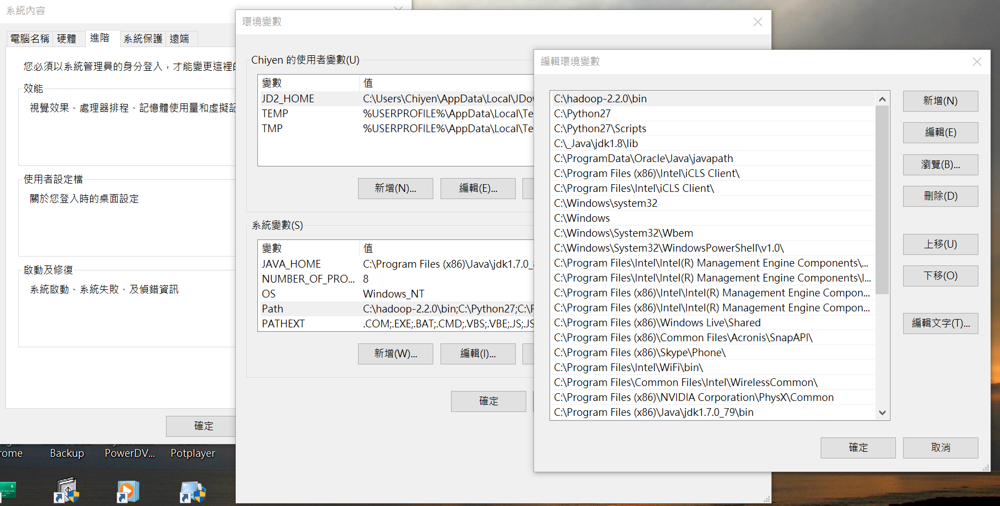 系統內容
電腦名稱 硬體 進階 系統保護 遠端
您必須以系統管理員的身分登入，才能變更這裡
效能
視覺效果、處理器排程、記憶體使用量和虛擬記
使用者設定檔
關於您登入時的桌面設定
啟動及修復
系統啟動、系統失敗、及偵錯資訊
確定
環境變數
Chiyen 的使用者變數(U)
變數 值
JD2_HOME C:\Users\Chiyen\AppData\Local\JDo
TEMP %USERPROFILE%\AppData\Local\Te
TMP %USERPROFILE%\AppData\Local\Te
新增(N)... 編輯(E)...
系統變數(S)
變數 值
JAVA_HOME C:\Program Files (x86)\Java\jdk1.7.0_
NUMBER_OF_PRO... 8
OS Windows_NT
Path C:\hadoop-2.2.0\bin;C:\Python27;C:\
PATHEXT .COM;.EXE;.BAT;.CMD;.VBS;.VBE;.JS;.JS
新增(W)... 編輯(I)...
確定
編輯環境變數
C:\hadoop-2.2.0\bin
C:\Python27
C:\Python27\Scripts
C:\_Java\jdk1.8\lib
C:\ProgramData\Oracle\Java\javapath
C:\Program Files (x86)\Intel\iCLS Client\
C:\Program Files\Intel\iCLS Client\
C:\Windows\system32
C:\Windows
C:\Windows\System32\Wbem
C:\Windows\System32\WindowsPowerShell\v1.0\
C:\Program Files\Intel\Intel(R) Management Engine Components\...
C:\Program Files\Intel\Intel(R) Management Engine Components\I...
C:\Program Files (x86)\Intel\Intel(R) Management Engine Compon...
C:\Program Files (x86)\Intel\Intel(R) Management Engine Compon...
C:\Program Files (x86)\Windows Live\Shared
C:\Program Files (x86)\Common Files\Acronis\SnapAPI\
C:\Program Files (x86)\Skype\Phone\
C:\Program Files\Intel\WiFi\bin\
C:\Program Files\Common Files\Intel\WirelessCommon\
C:\Program Files (x86)\NVIDIA Corporation\PhysX\Common
C:\Program Files (x86)\Java\jdk1.7.0_79\bin
新增(N)
編輯(E)
瀏覽(B)...
刪除(D)
上移(U)
下移(O)
編輯文字(T)...
確定 取消
rome Backup PowerDV... Potplayer